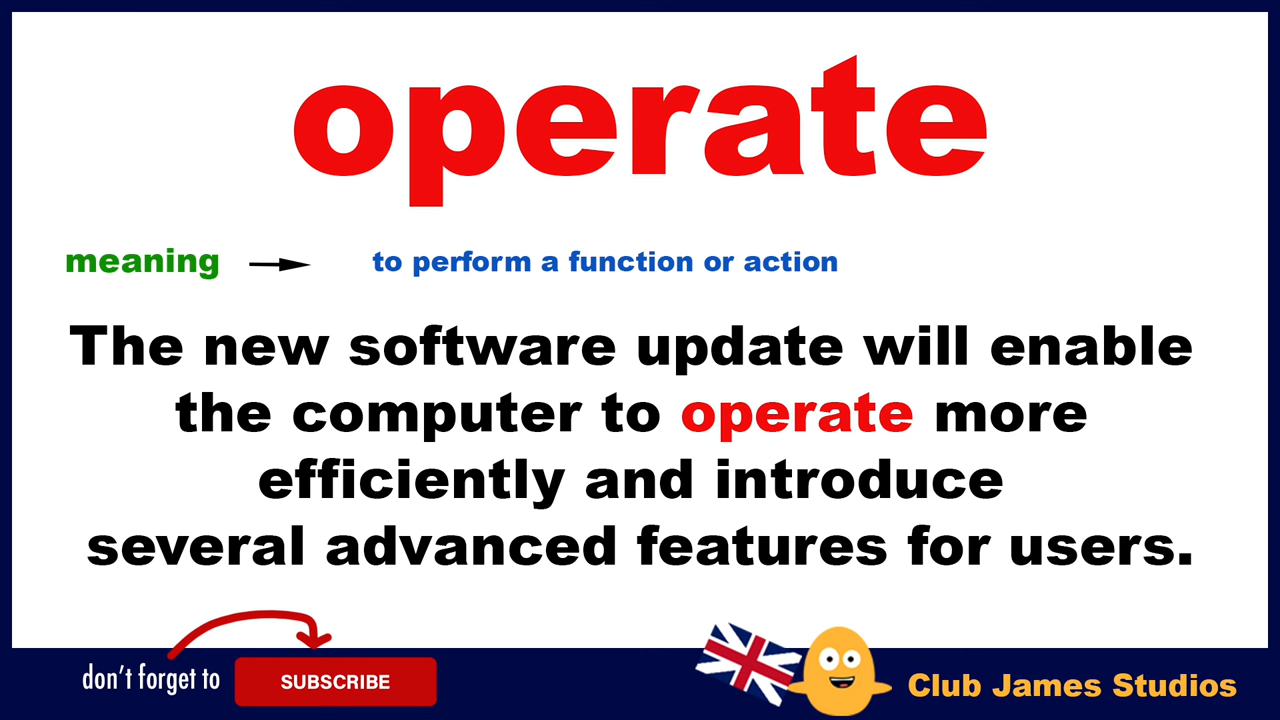 operate
meaning to perform a function or action
The new software update will enable
the computer to operate more
efficiently and introduce
several advanced features for users.
don't forget to SUBSCRIBE
Club James Studios